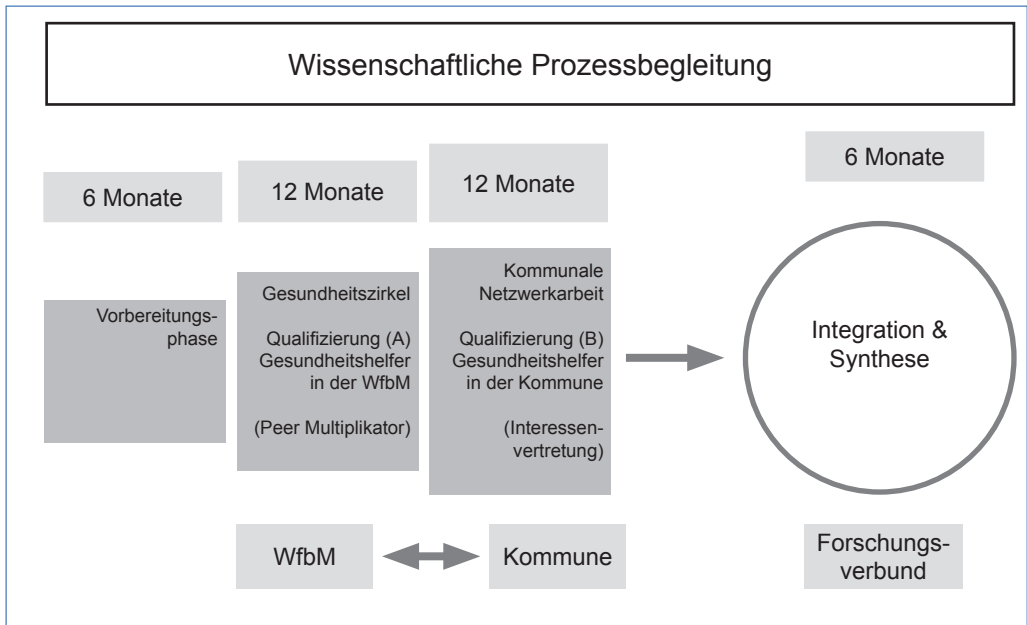 Wissenschaftliche Prozessbegleitung
6 Monate
12 Monate
12 Monate
6 Monate
Vorbereitungs-
phase
Gesundheitszirkel
Qualifizierung (A)
Gesundheitshelfer
in der WfbM
(Peer Multiplikator)
Kommunale
Netzwerkarbeit
Qualifizierung (B)
Gesundheitshelfer
in der Kommune
(Interessen-
vertretung)
Integration &
Synthese
WfbM
Kommune
Forschungs-
verbund